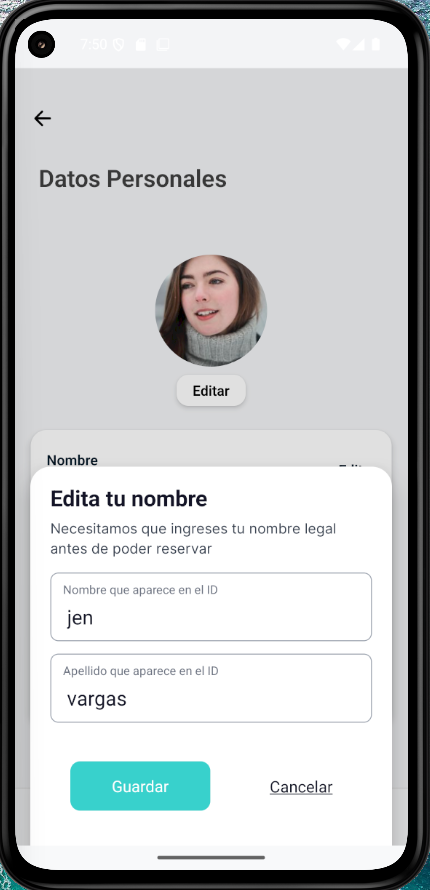 7:50
Datos Personales
Editar
Nombre
Edita tu nombre
Necesitamos que ingreses tu nombre legal
antes de poder reservar
Nombre que aparece en el ID
jen
Apellido que aparece en el ID
vargas
Guardar
Cancelar